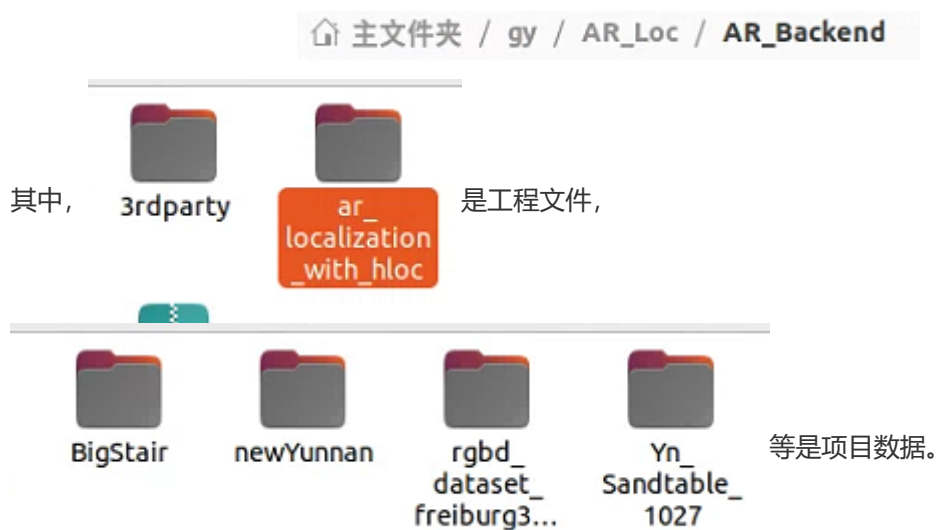 主文件夹 / gy / AR_Loc / AR_Backend
其中， 3rdparty ar_ 是工程文件，
localization
_with_hloc
BigStair newYunnan rgbd_ Yn_ 等是项目数据。
dataset_ Sandtable_
freiburg3... 1027